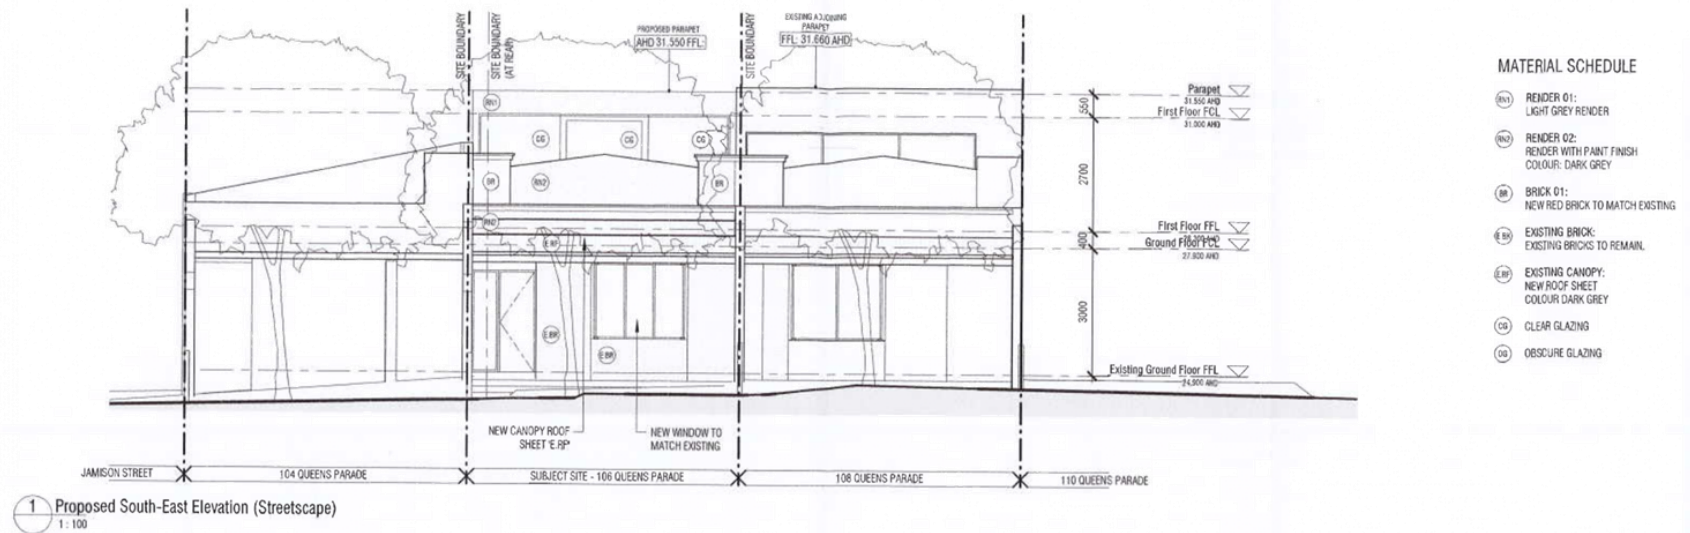 SITE BOUNDARY
SITE BOUNDARY
(AT REAR)
PROPOSED PARAPET
AHD 31.550 FFL:
SITE BOUNDARY
EXISTING ADJOINING
PARAPET
FFL: 31.660 AHD
Parapet
31.550 AHD
First Floor FCL
31.000 AHD
First Floor FFL
Ground Floor FCL
27.900 AHD
Existing Ground Floor FFL
24.900 AHD
550
2700
400
3000
RN1
CG
CG
CG
BR
RN2
BR
RN2
E.RF
E.BR
E.BR
NEW CANOPY ROOF
SHEET 'E.RF'
NEW WINDOW TO
MATCH EXISTING
JAMISON STREET
104 QUEENS PARADE
SUBJECT SITE - 106 QUEENS PARADE
108 QUEENS PARADE
110 QUEENS PARADE
1 Proposed South-East Elevation (Streetscape)
1 : 100
MATERIAL SCHEDULE
RN1 RENDER 01:
LIGHT GREY RENDER
RN2 RENDER 02:
RENDER WITH PAINT FINISH
COLOUR: DARK GREY
BR BRICK 01:
NEW RED BRICK TO MATCH EXISTING
E.BR EXISTING BRICK:
EXISTING BRICKS TO REMAIN.
E.RF EXISTING CANOPY:
NEW ROOF SHEET
COLOUR DARK GREY
CG CLEAR GLAZING
OG OBSCURE GLAZING